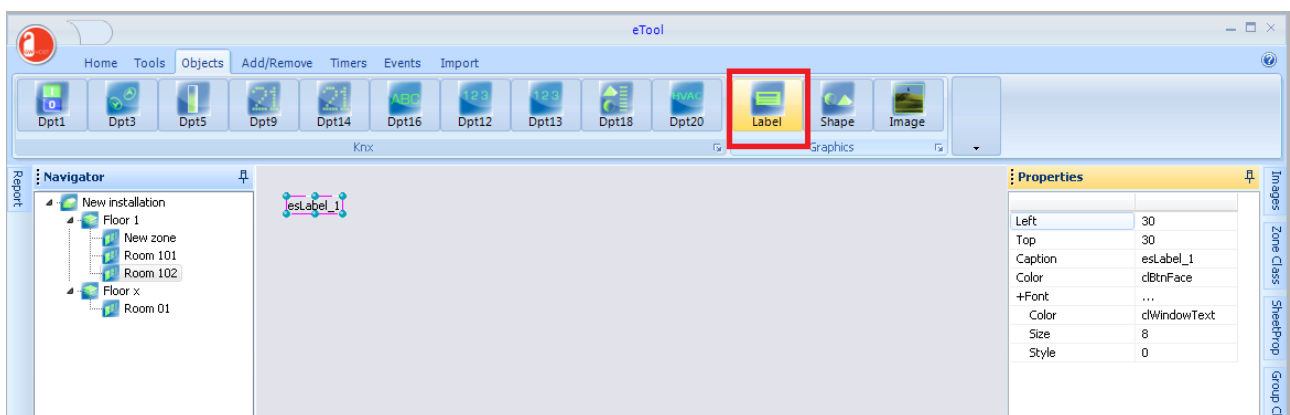 eTool
Home Tools Objects Add/Remove Timers Events Import
Dpt1 Dpt3 Dpt5 Dpt9 Dpt14 Dpt16 Dpt12 Dpt13 Dpt18 Dpt20 Label Shape Image
Knx Graphics
Report
Navigator
New installation
Floor 1
New zone
Room 101
Room 102
Floor x
Room 01
esLabel_1
Properties
Left 30
Top 30
Caption esLabel_1
Color clBtnFace
+Font ...
Color clWindowText
Size 8
Style 0
Images
Zone Class
SheetProp